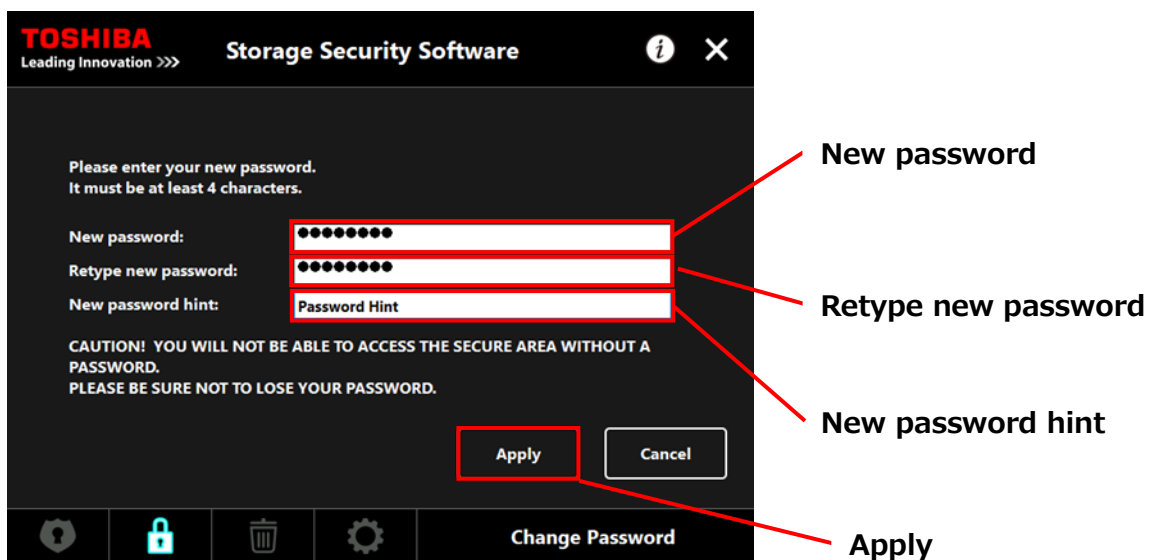 TOSHIBA
Leading Innovation >>>
Storage Security Software
i
Please enter your new password.
It must be at least 4 characters.
New password:
Retype new password:
New password hint:
Password Hint
CAUTION! YOU WILL NOT BE ABLE TO ACCESS THE SECURE AREA WITHOUT A
PASSWORD.
PLEASE BE SURE NOT TO LOSE YOUR PASSWORD.
Apply
Cancel
Change Password
New password
Retype new password
New password hint
Apply